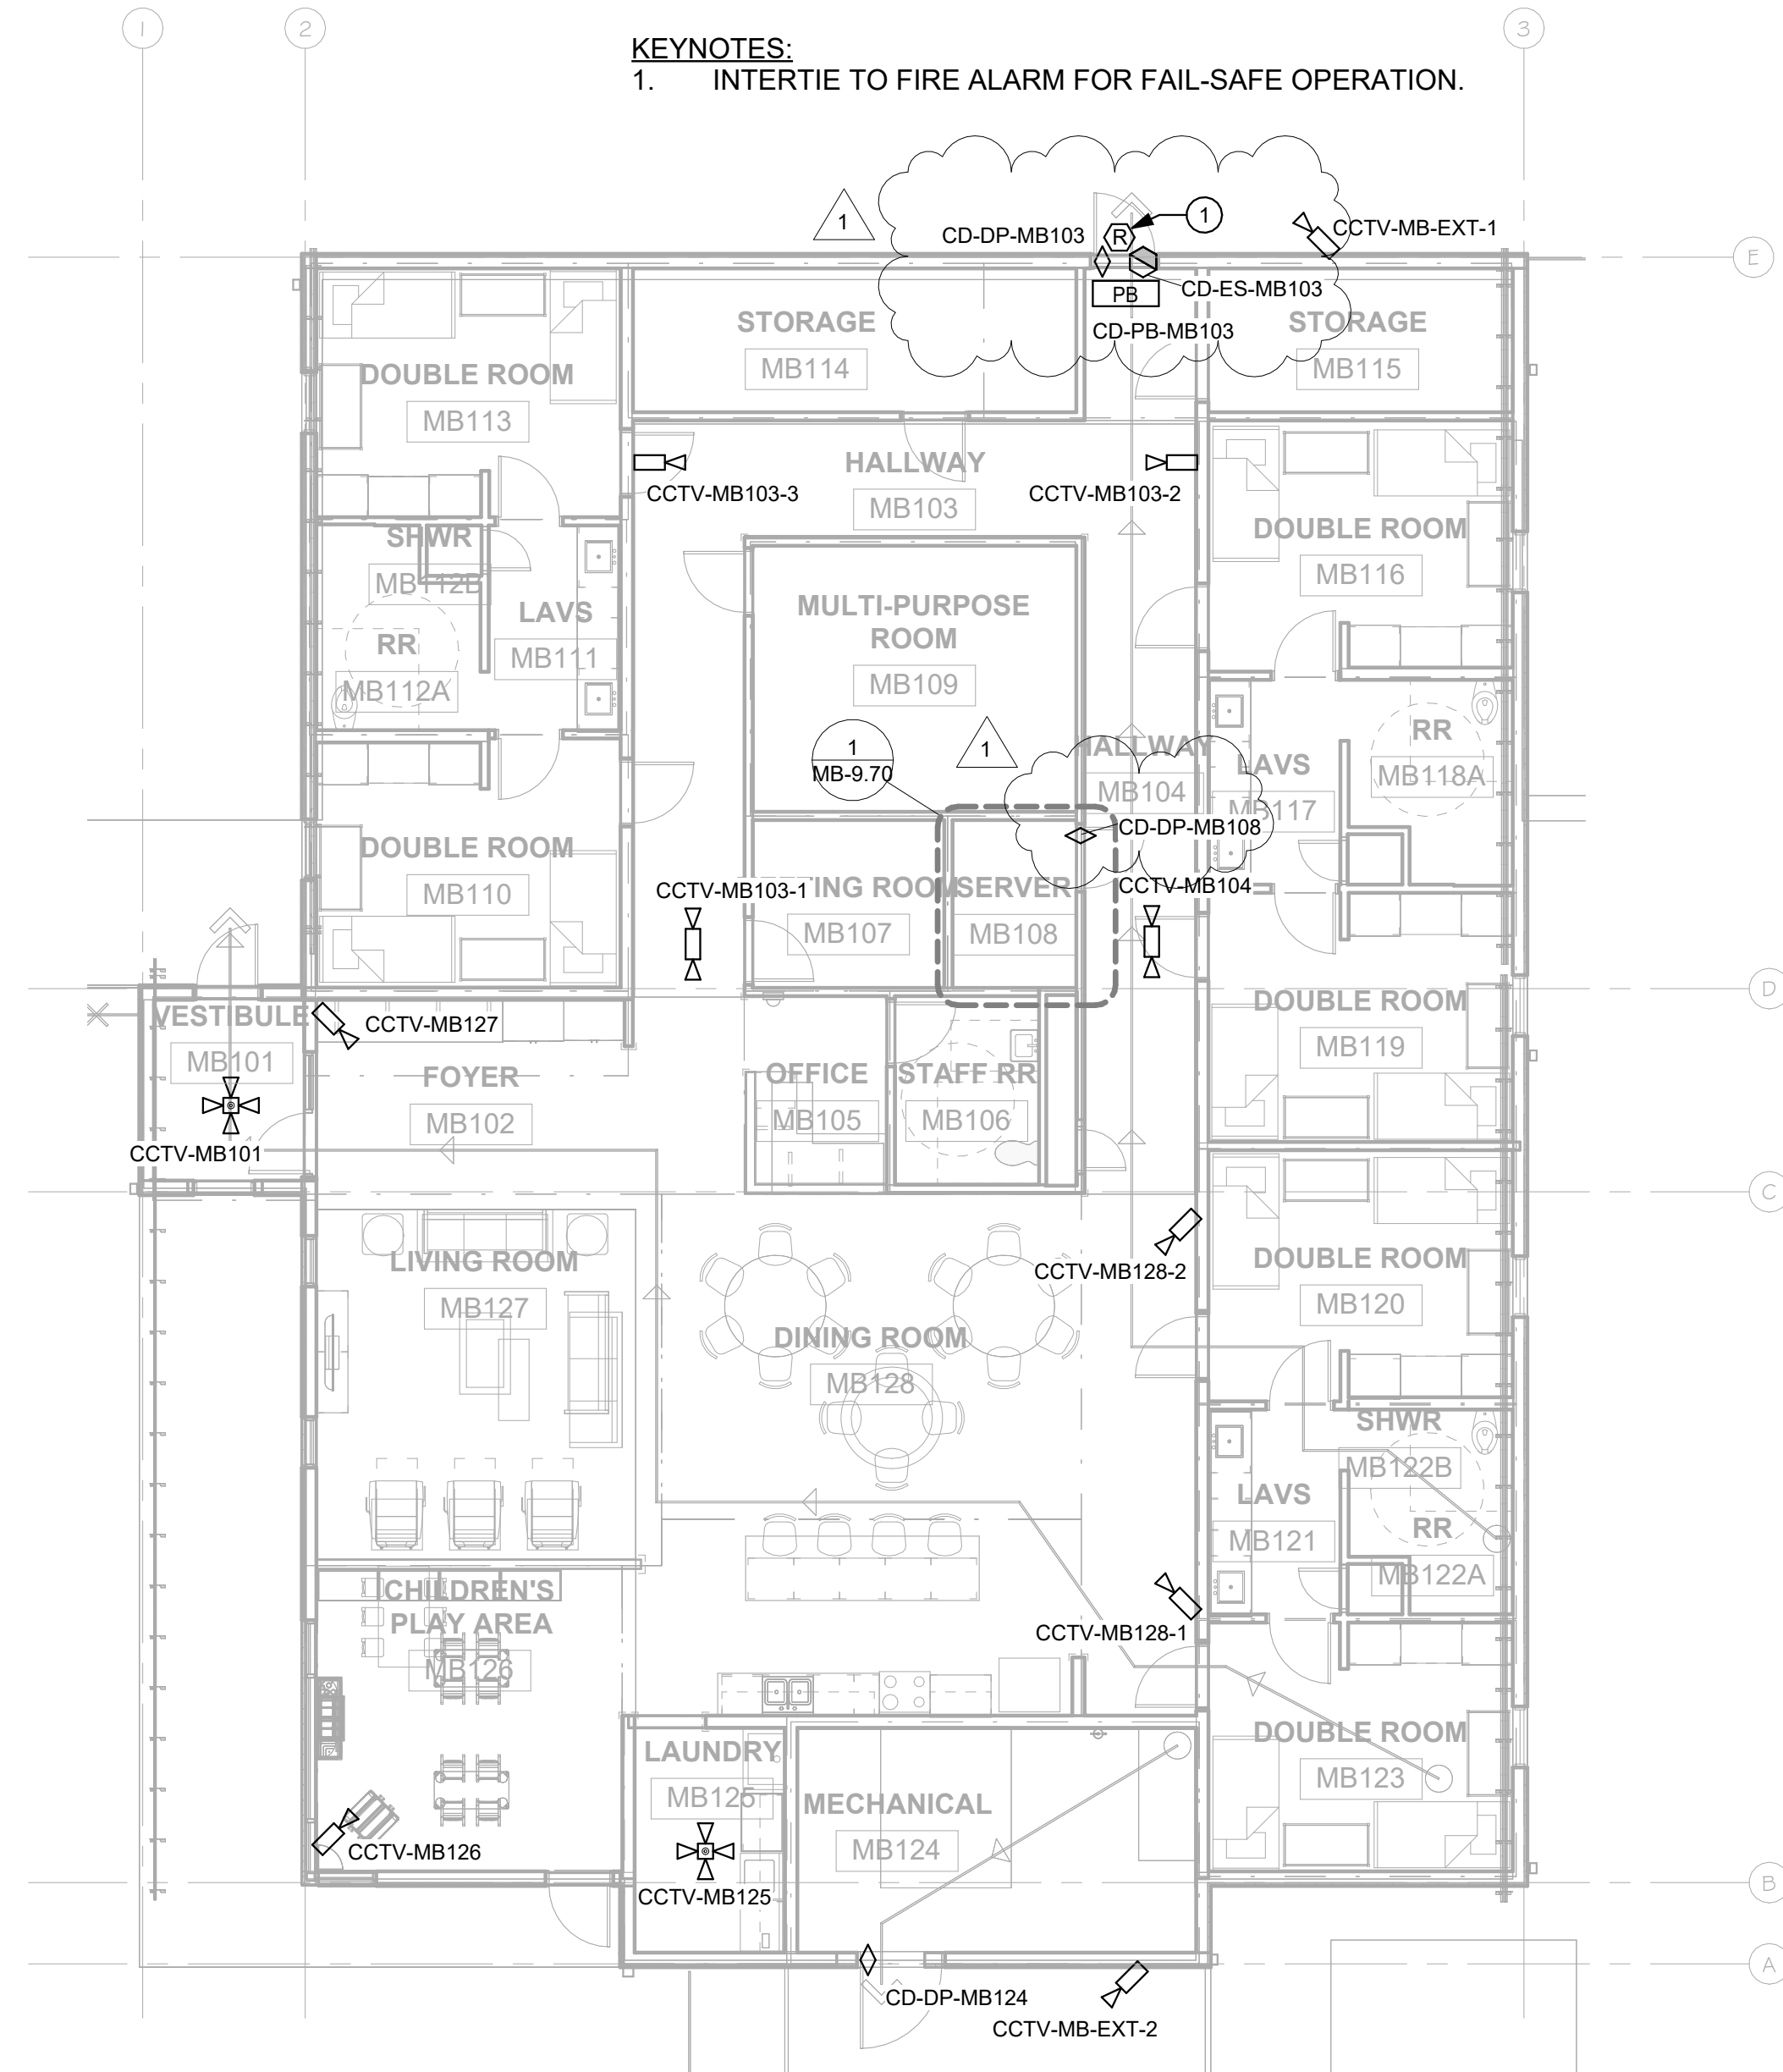 1
2
3
KEYNOTES:
1. INTERTIE TO FIRE ALARM FOR FAIL-SAFE OPERATION.
1
1
CD-DP-MB103
R
CCTV-MB-EXT-1
E
PB
CD-ES-MB103
CD-PB-MB103
STORAGE
MB114
STORAGE
MB115
DOUBLE ROOM
MB113
HALLWAY
MB103
CCTV-MB103-3
CCTV-MB103-2
DOUBLE ROOM
MB116
SHWR
MB112B
LAVS
MB111
RR
MB112A
MULTI-PURPOSE
ROOM
MB109
1
MB-9.70
1
HALLWAY
MB104
LAVS
MB117
RR
MB118A
CD-DP-MB108
DOUBLE ROOM
MB110
CCTV-MB103-1
TING ROOM
MB107
SERVER
MB108
CCTV-MB104
D
VESTIBULE
MB101
CCTV-MB127
CCTV-MB101
FOYER
MB102
OFFICE
MB105
STAFF RR
MB106
DOUBLE ROOM
MB119
C
LIVING ROOM
MB127
DINING ROOM
MB128
CCTV-MB128-2
DOUBLE ROOM
MB120
SHWR
MB122B
LAVS
MB121
RR
MB122A
CHILDREN'S
PLAY AREA
MB126
CCTV-MB128-1
DOUBLE ROOM
MB123
LAUNDRY
MB125
MECHANICAL
MB124
CCTV-MB126
CCTV-MB125
B
A
CD-DP-MB124
CCTV-MB-EXT-2